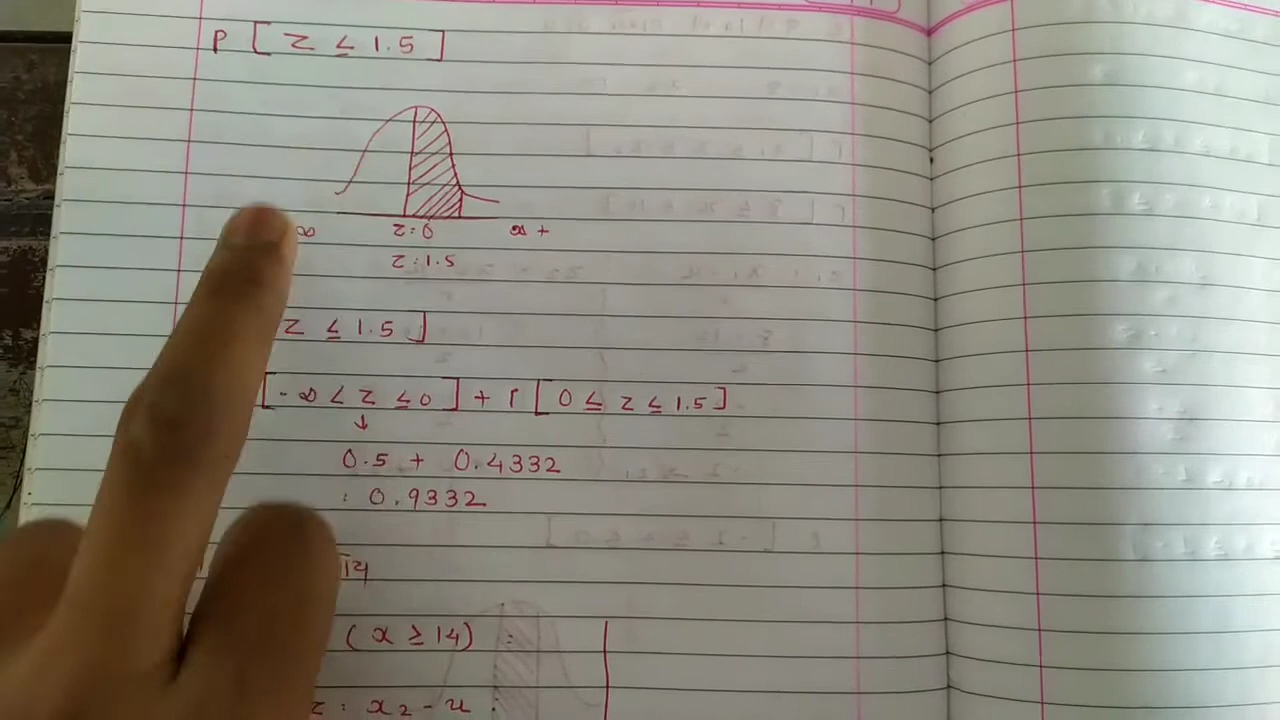 P [ Z ≤ 1.5 ]
∞ Z:0 ∞ +
Z:1.5
Z ≤ 1.5 ]
[ - ∞ < Z ≤ 0 ] + P [ 0 ≤ Z ≤ 1.5 ]
↓
0.5 + 0.4332
: 0.9332
14
( x ≥ 14 ) :
Z : x2 - u :